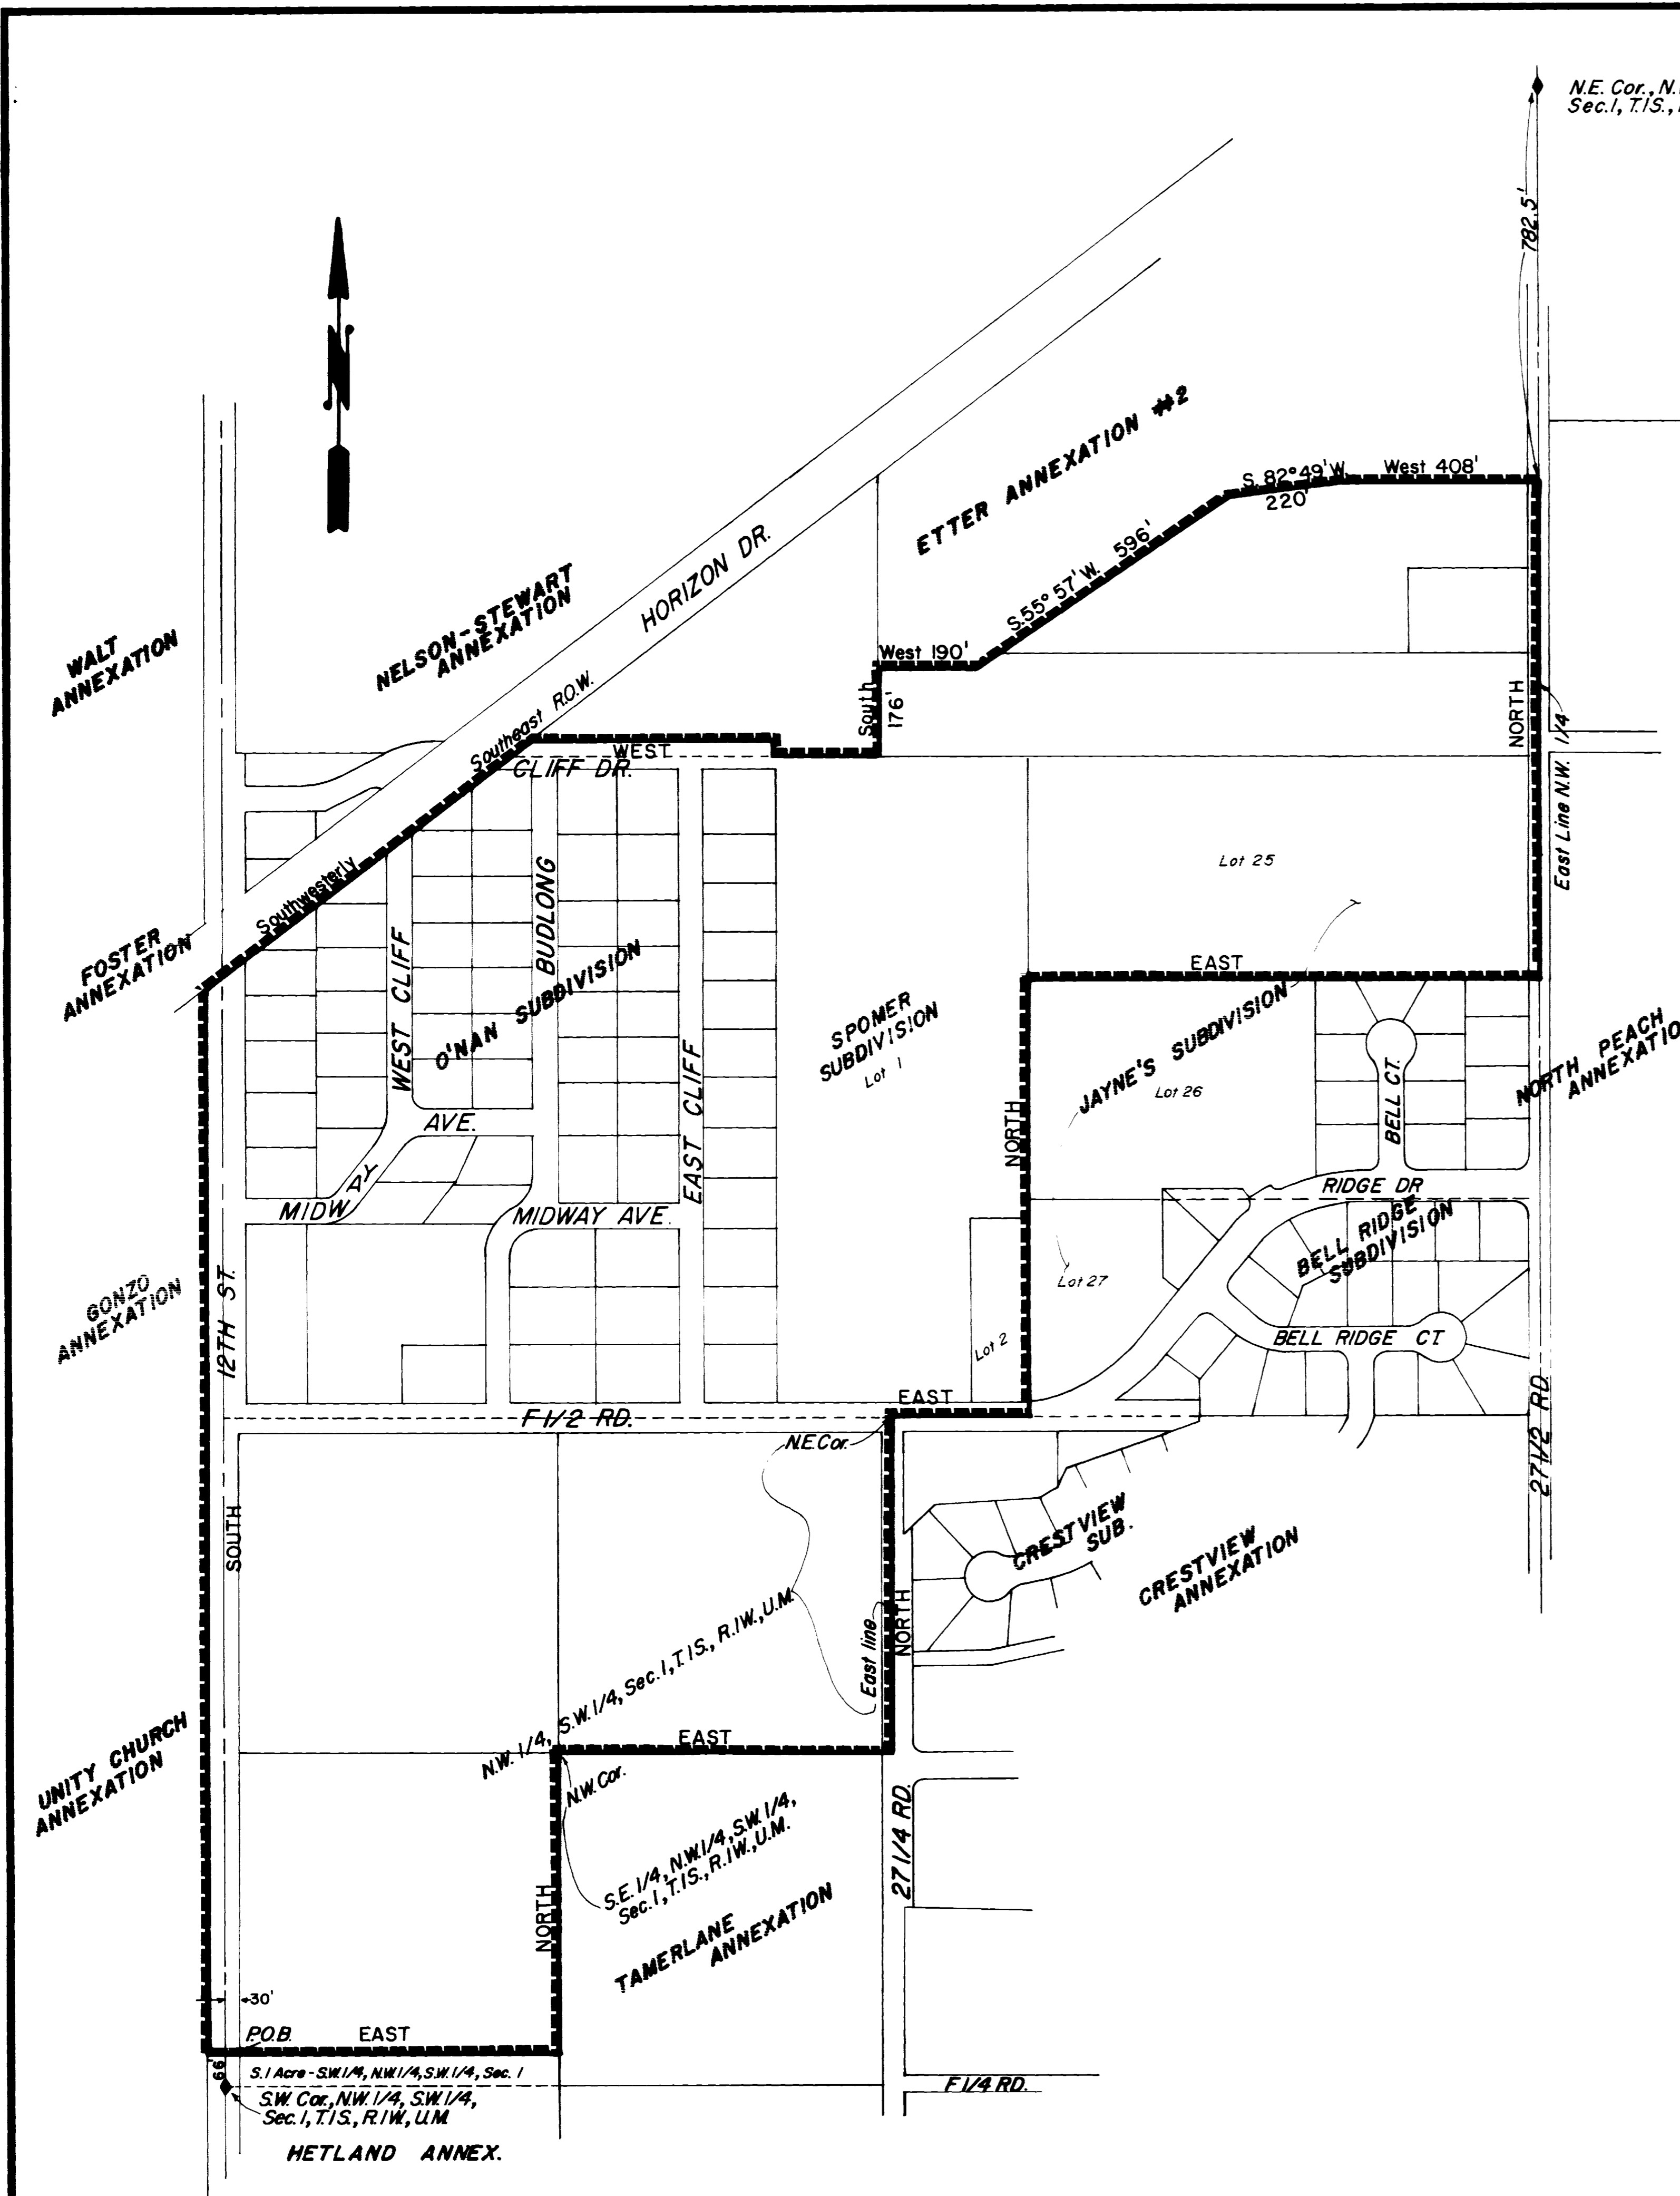 N.E. Cor., N.
Sec.1, T.1S.,
782.5'
N
ETTER ANNEXATION #2
S. 82°49' W.
220'
West 408'
S.55°57' W. 596'
West 190'
South
176'
HORIZON DR.
NELSON-STEWART
ANNEXATION
WALT
ANNEXATION
Southeast R.O.W.
WEST
CLIFF DR.
Southwesterly
NORTH
East Line N.W. 1/4
Lot 25
EAST
FOSTER
ANNEXATION
WEST CLIFF
BUDLONG
O'NAN SUBDIVISION
EAST CLIFF
SPOMER
SUBDIVISION
Lot 1
JAYNE'S SUBDIVISION
Lot 26
NORTH
BELL CT.
NORTH PEACH
ANNEXATIO
AVE.
MIDWAY
MIDWAY AVE.
RIDGE DR
BELL RIDGE
SUBDIVISION
Lot 27
Lot 2
BELL RIDGE CT
GONZO
ANNEXATION
12TH ST.
EAST
F 1/2 RD.
N.E. Cor.
27 1/2 RD.
SOUTH
CRESTVIEW
SUB.
CRESTVIEW
ANNEXATION
East line
NORTH
N.W. 1/4, S.W. 1/4, Sec. 1, T.1S., R.1W., U.M.
EAST
N.W. Cor.
UNITY CHURCH
ANNEXATION
S.E. 1/4, N.W. 1/4, S.W. 1/4,
Sec. 1, T.1S., R.1W., U.M.
27 1/4 RD.
NORTH
TAMERLANE
ANNEXATION
30'
P.O.B.
EAST
66'
S. 1 Acre - S.W. 1/4, N.W. 1/4, S.W. 1/4, Sec. 1
F 1/4 RD.
S.W. Cor., N.W. 1/4, S.W. 1/4,
Sec. 1, T.1S., R.1W., U.M.
HETLAND ANNEX.